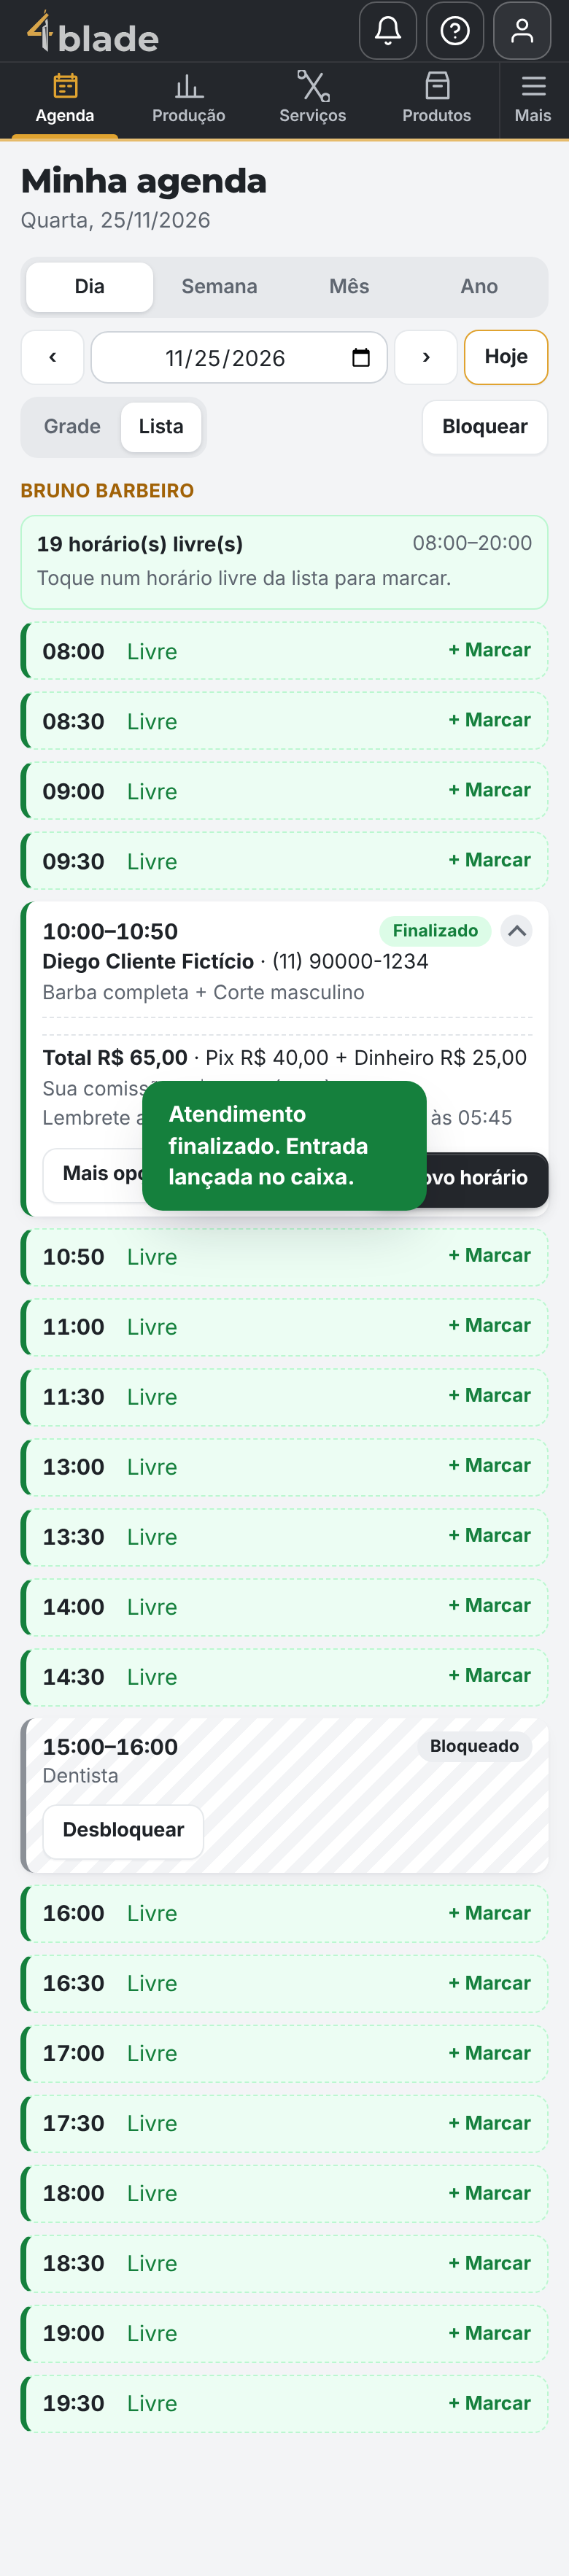 4blade
Agenda
Produção
Serviços
Produtos
Mais
Minha agenda
Quarta, 25/11/2026
Dia
Semana
Mês
Ano
‹
11/25/2026
›
Hoje
Grade
Lista
Bloquear
BRUNO BARBEIRO
19 horário(s) livre(s)
08:00–20:00
Toque num horário livre da lista para marcar.
08:00 Livre + Marcar
08:30 Livre + Marcar
09:00 Livre + Marcar
09:30 Livre + Marcar
10:00–10:50 Finalizado
Diego Cliente Fictício · (11) 90000-1234
Barba completa + Corte masculino
Total R$ 65,00 · Pix R$ 40,00 + Dinheiro R$ 25,00
Sua
Lembrete às 05:45
Atendimento
finalizado. Entrada
lançada no caixa.
Mais
horário
10:50 Livre + Marcar
11:00 Livre + Marcar
11:30 Livre + Marcar
13:00 Livre + Marcar
13:30 Livre + Marcar
14:00 Livre + Marcar
14:30 Livre + Marcar
15:00–16:00 Bloqueado
Dentista
Desbloquear
16:00 Livre + Marcar
16:30 Livre + Marcar
17:00 Livre + Marcar
17:30 Livre + Marcar
18:00 Livre + Marcar
18:30 Livre + Marcar
19:00 Livre + Marcar
19:30 Livre + Marcar